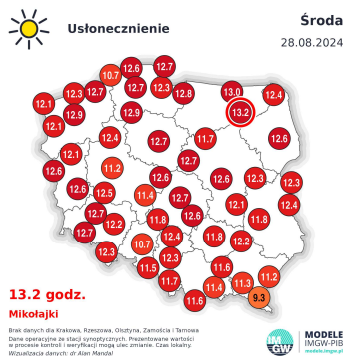 Usłonecznienie
Środa
28.08.2024
10.7 12.6 12.7
12.1 12.3 12.7 12.7 12.3 12.8 13.0 12.4
12.9 12.9 13.2
12.1 12.4 12.7 11.7 12.6
12.1 12.7
12.6 11.2 12.6 12.6 12.3 12.3
12.6 12.5 11.4 12.7 12.1 12.4
12.7 12.2 11.8 12.6 11.8
12.7 10.7 12.4 11.8 12.2
12.3
11.5 11.6
11.7 11.4 11.3 11.2
11.6 9.3
13.2 godz.
Mikołajki
Brak danych dla Krakowa, Rzeszowa, Olsztyna, Zamościa i Tarnowa
Dane operacyjne ze stacji synoptycznych. Prezentowane wartości
w procesie kontroli i weryfikacji mogą ulec zmianie. Czas lokalny.
Wizualizacja danych: dr Alan Mandal
IM
GW
MODELE
IMGW-PIB
modele.imgw.pl